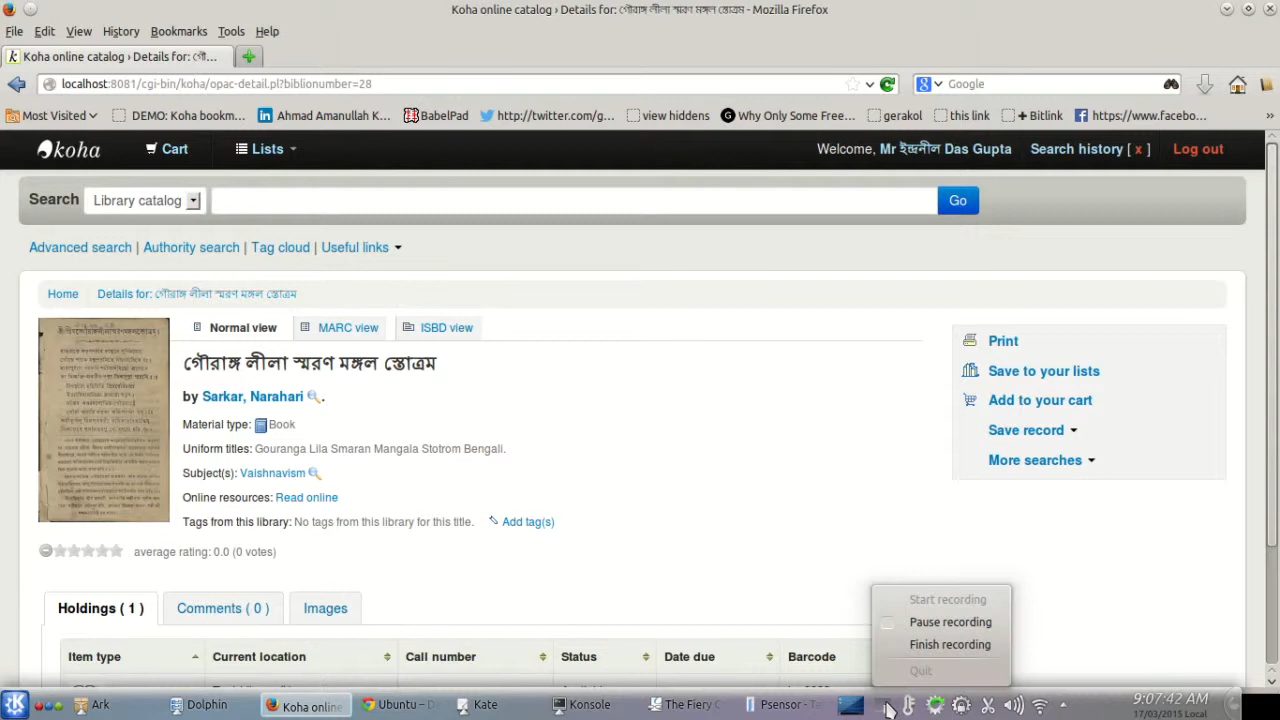 Koha online catalog › Details for: গৌরাঙ্গ লীলা স্মরণ মঙ্গল স্তোত্রম - Mozilla Firefox
File Edit View History Bookmarks Tools Help
Koha online catalog › Details for: গৌ...
localhost:8081/cgi-bin/koha/opac-detail.pl?biblionumber=28
Google
Most Visited DEMO: Koha bookm... Ahmad Amanullah K... BabelPad http://twitter.com/g... view hiddens Why Only Some Free... gerakol this link + Bitlink https://www.facebo... »
koha Cart Lists Welcome, Mr ইন্দ্রনীল Das Gupta Search history [ x ] Log out
Search Library catalog Go
Advanced search | Authority search | Tag cloud | Useful links
Home Details for: গৌরাঙ্গ লীলা স্মরণ মঙ্গল স্তোত্রম
Normal view MARC view ISBD view
Print
গৌরাঙ্গ লীলা স্মরণ মঙ্গল স্তোত্রম
Save to your lists
by Sarkar, Narahari .
Add to your cart
Material type: Book
Save record
Uniform titles: Gouranga Lila Smaran Mangala Stotrom Bengali.
More searches
Subject(s): Vaishnavism
Online resources: Read online
Tags from this library: No tags from this library for this title. Add tag(s)
average rating: 0.0 (0 votes)
Start recording
Holdings ( 1 ) Comments ( 0 ) Images
Pause recording
Finish recording
Item type Current location Call number Status Date due Barcode
Quit
Ark Dolphin Koha online Ubuntu – D Kate Konsole The Fiery C Psensor - Te 9:07:42 AM
17/03/2015 Local